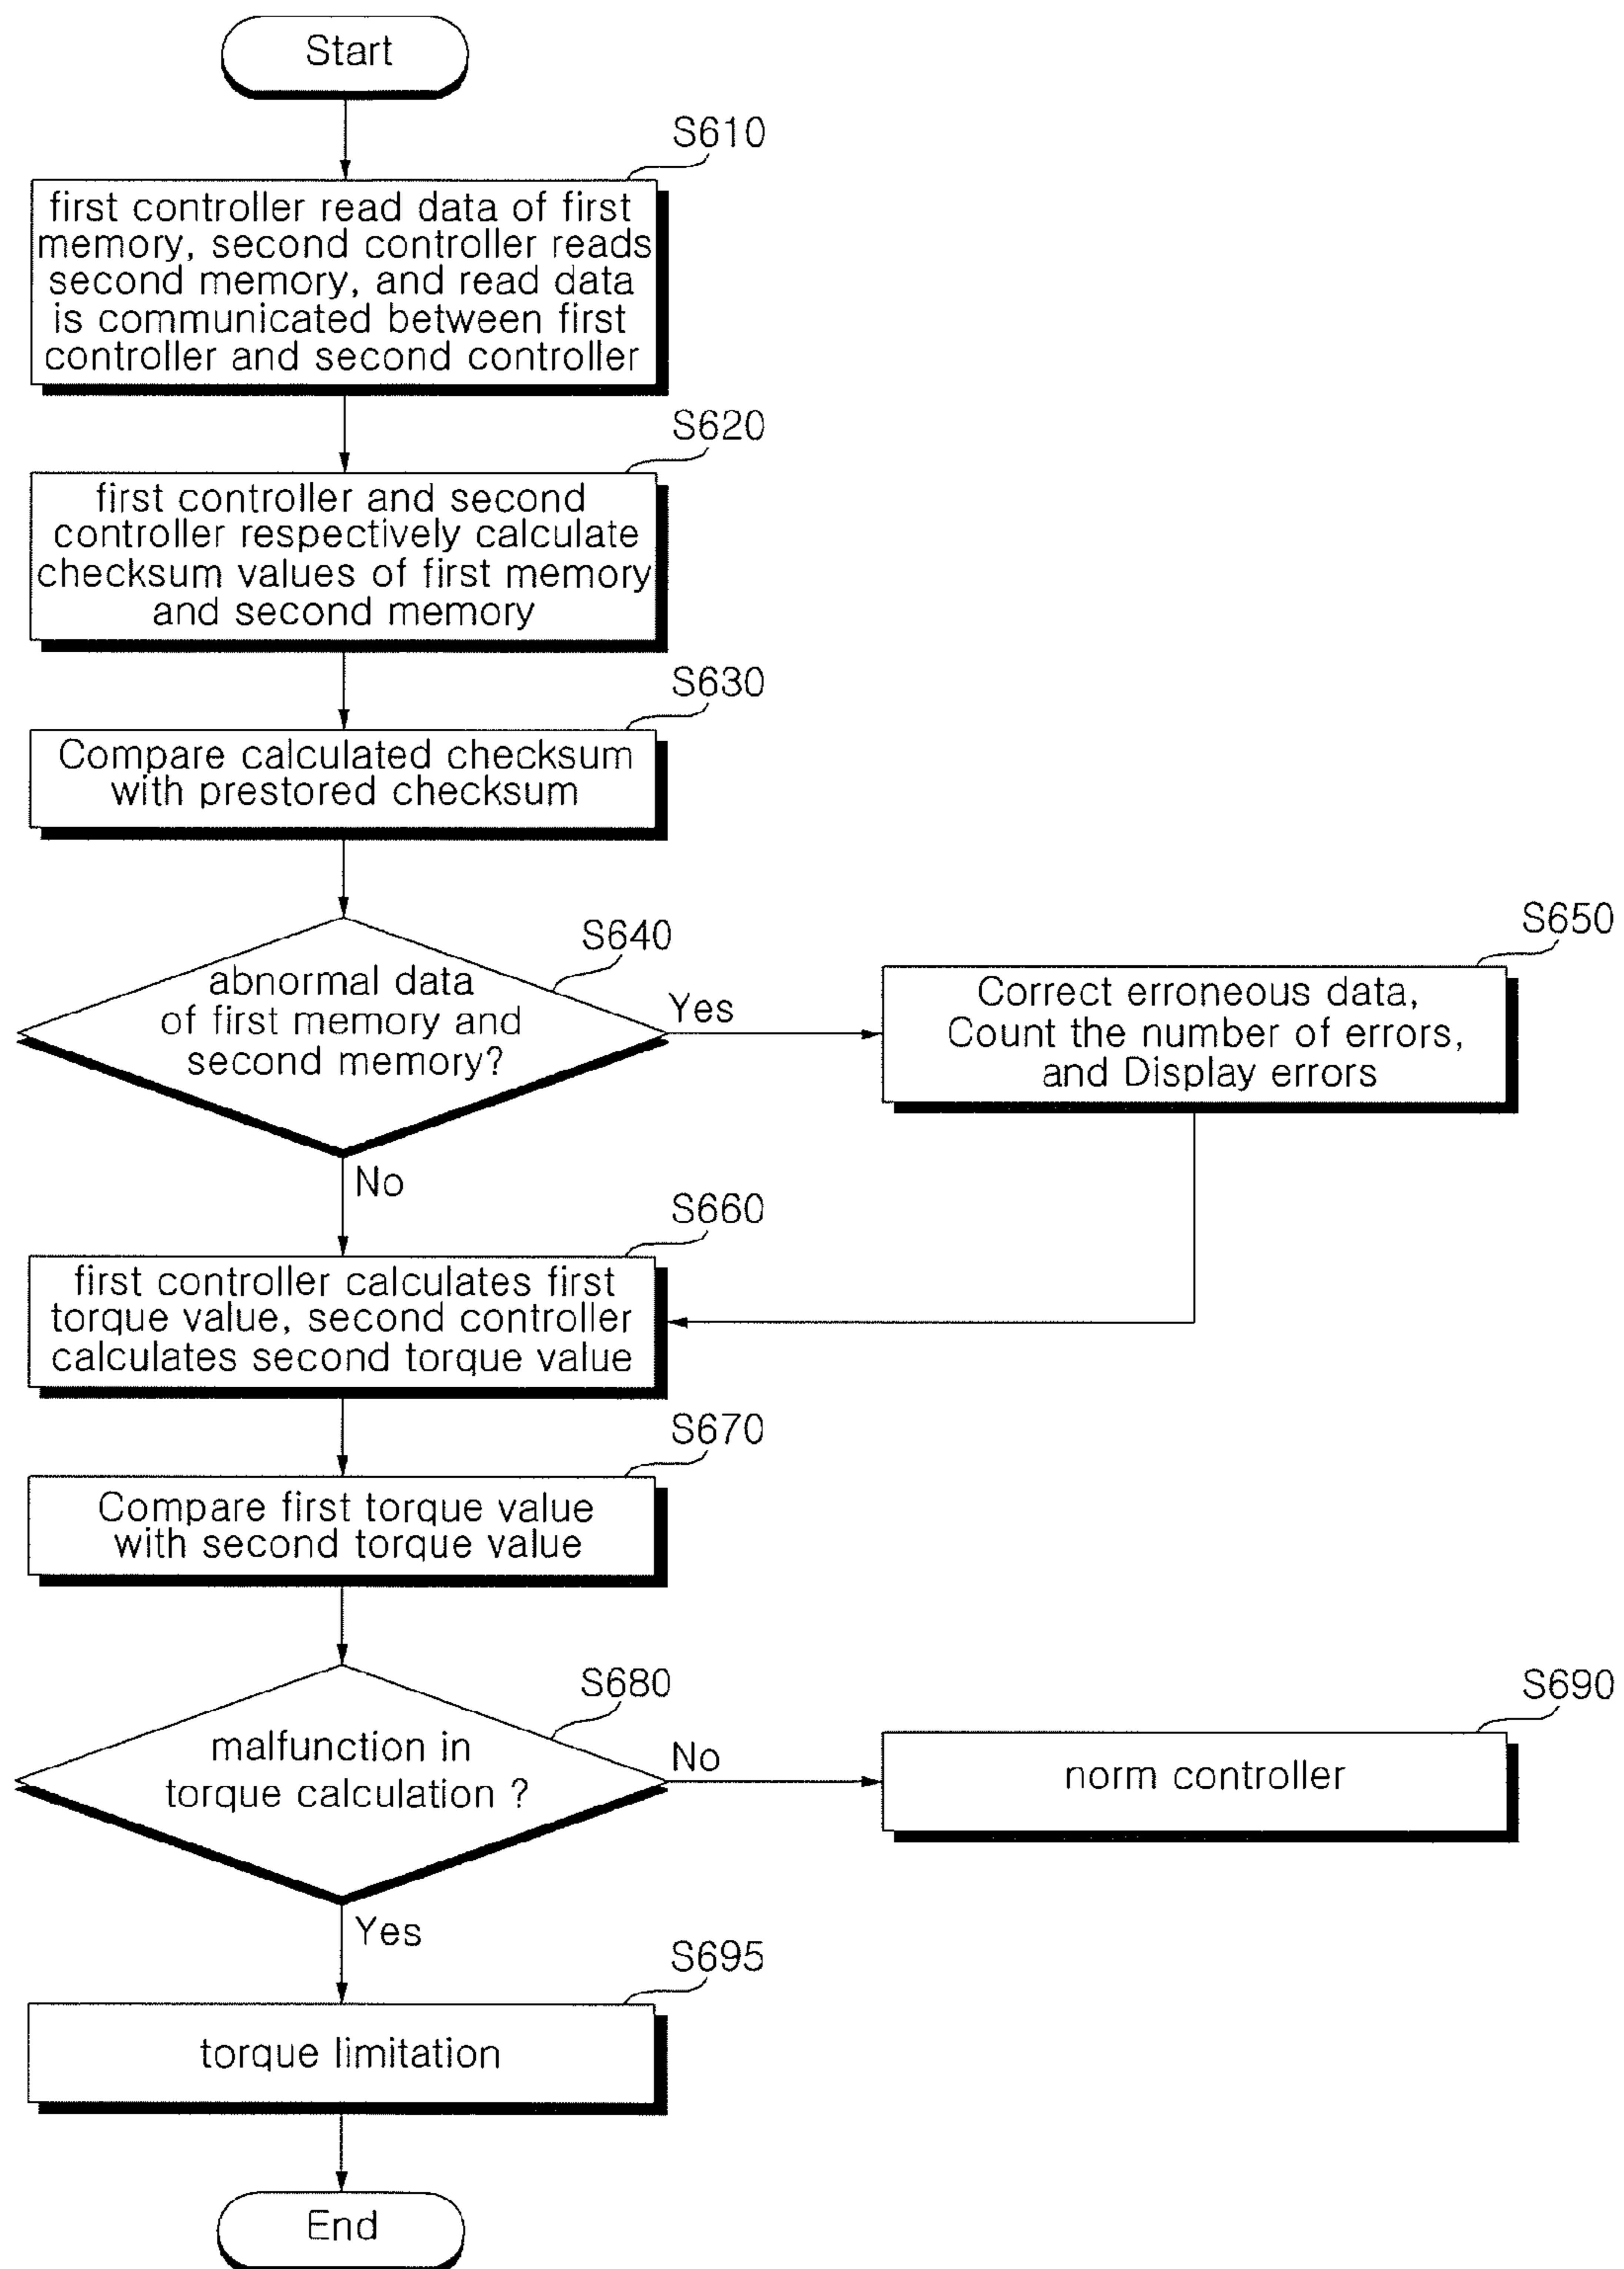 Start
S610
first controller read data of first
memory, second controller reads
second memory, and read data
is communicated between first
controller and second controller
S620
first controller and second
controller respectively calculate
checksum values of first memory
and second memory
S630
Compare calculated checksum
with prestored checksum
S640
abnormal data
of first memory and
second memory?
Yes
S650
Correct erroneous data,
Count the number of errors,
and Display errors
No
S660
first controller calculates first
torque value, second controller
calculates second torque value
S670
Compare first torque value
with second torque value
S680
malfunction in
torque calculation ?
No
S690
norm controller
Yes
S695
torque limitation
End